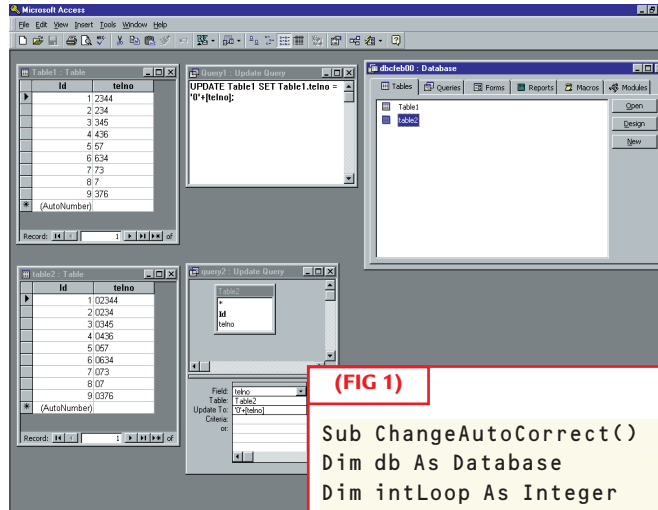 Microsoft Access
File Edit View Insert Tools Window Help
Table1 : Table
Id telno
1 2344
2 234
3 345
4 436
5 57
6 634
7 73
8 7
9 376
(AutoNumber)
Record: 1 of
Query1 : Update Query
UPDATE Table1 SET Table1.telno =
'0'+[telno];
dbcfeb00 : Database
Tables Queries Forms Reports Macros Modules
Table1
table2
Open
Design
New
table2 : Table
Id telno
1 02344
2 0234
3 0345
4 0436
5 057
6 0634
7 073
8 07
9 0376
(AutoNumber)
Record: 1 of
query2 : Update Query
Table2
*
Id
telno
Field: telno
Table: Table2
Update To: '0'+[telno]
Criteria:
or:
(FIG 1)
Sub ChangeAutoCorrect()
Dim db As Database
Dim intLoop As Integer